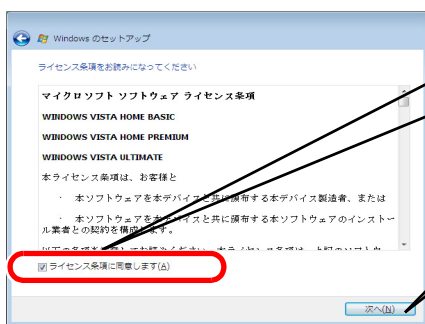 Windows のセットアップ
ライセンス条項をお読みになってください
マイクロソフト ソフトウェア ライセンス条項
WINDOWS VISTA HOME BASIC
WINDOWS VISTA HOME PREMIUM
WINDOWS VISTA ULTIMATE
本ライセンス条項は、お客様と
· 本ソフトウェアを本デバイスと共に頒布する本デバイス製造者、または
· 本ソフトウェアを本デバイスと共に頒布する本ソフトウェアのインストー
ル業者との契約を構成します。
ライセンス条項に同意します(A)
次へ(N)